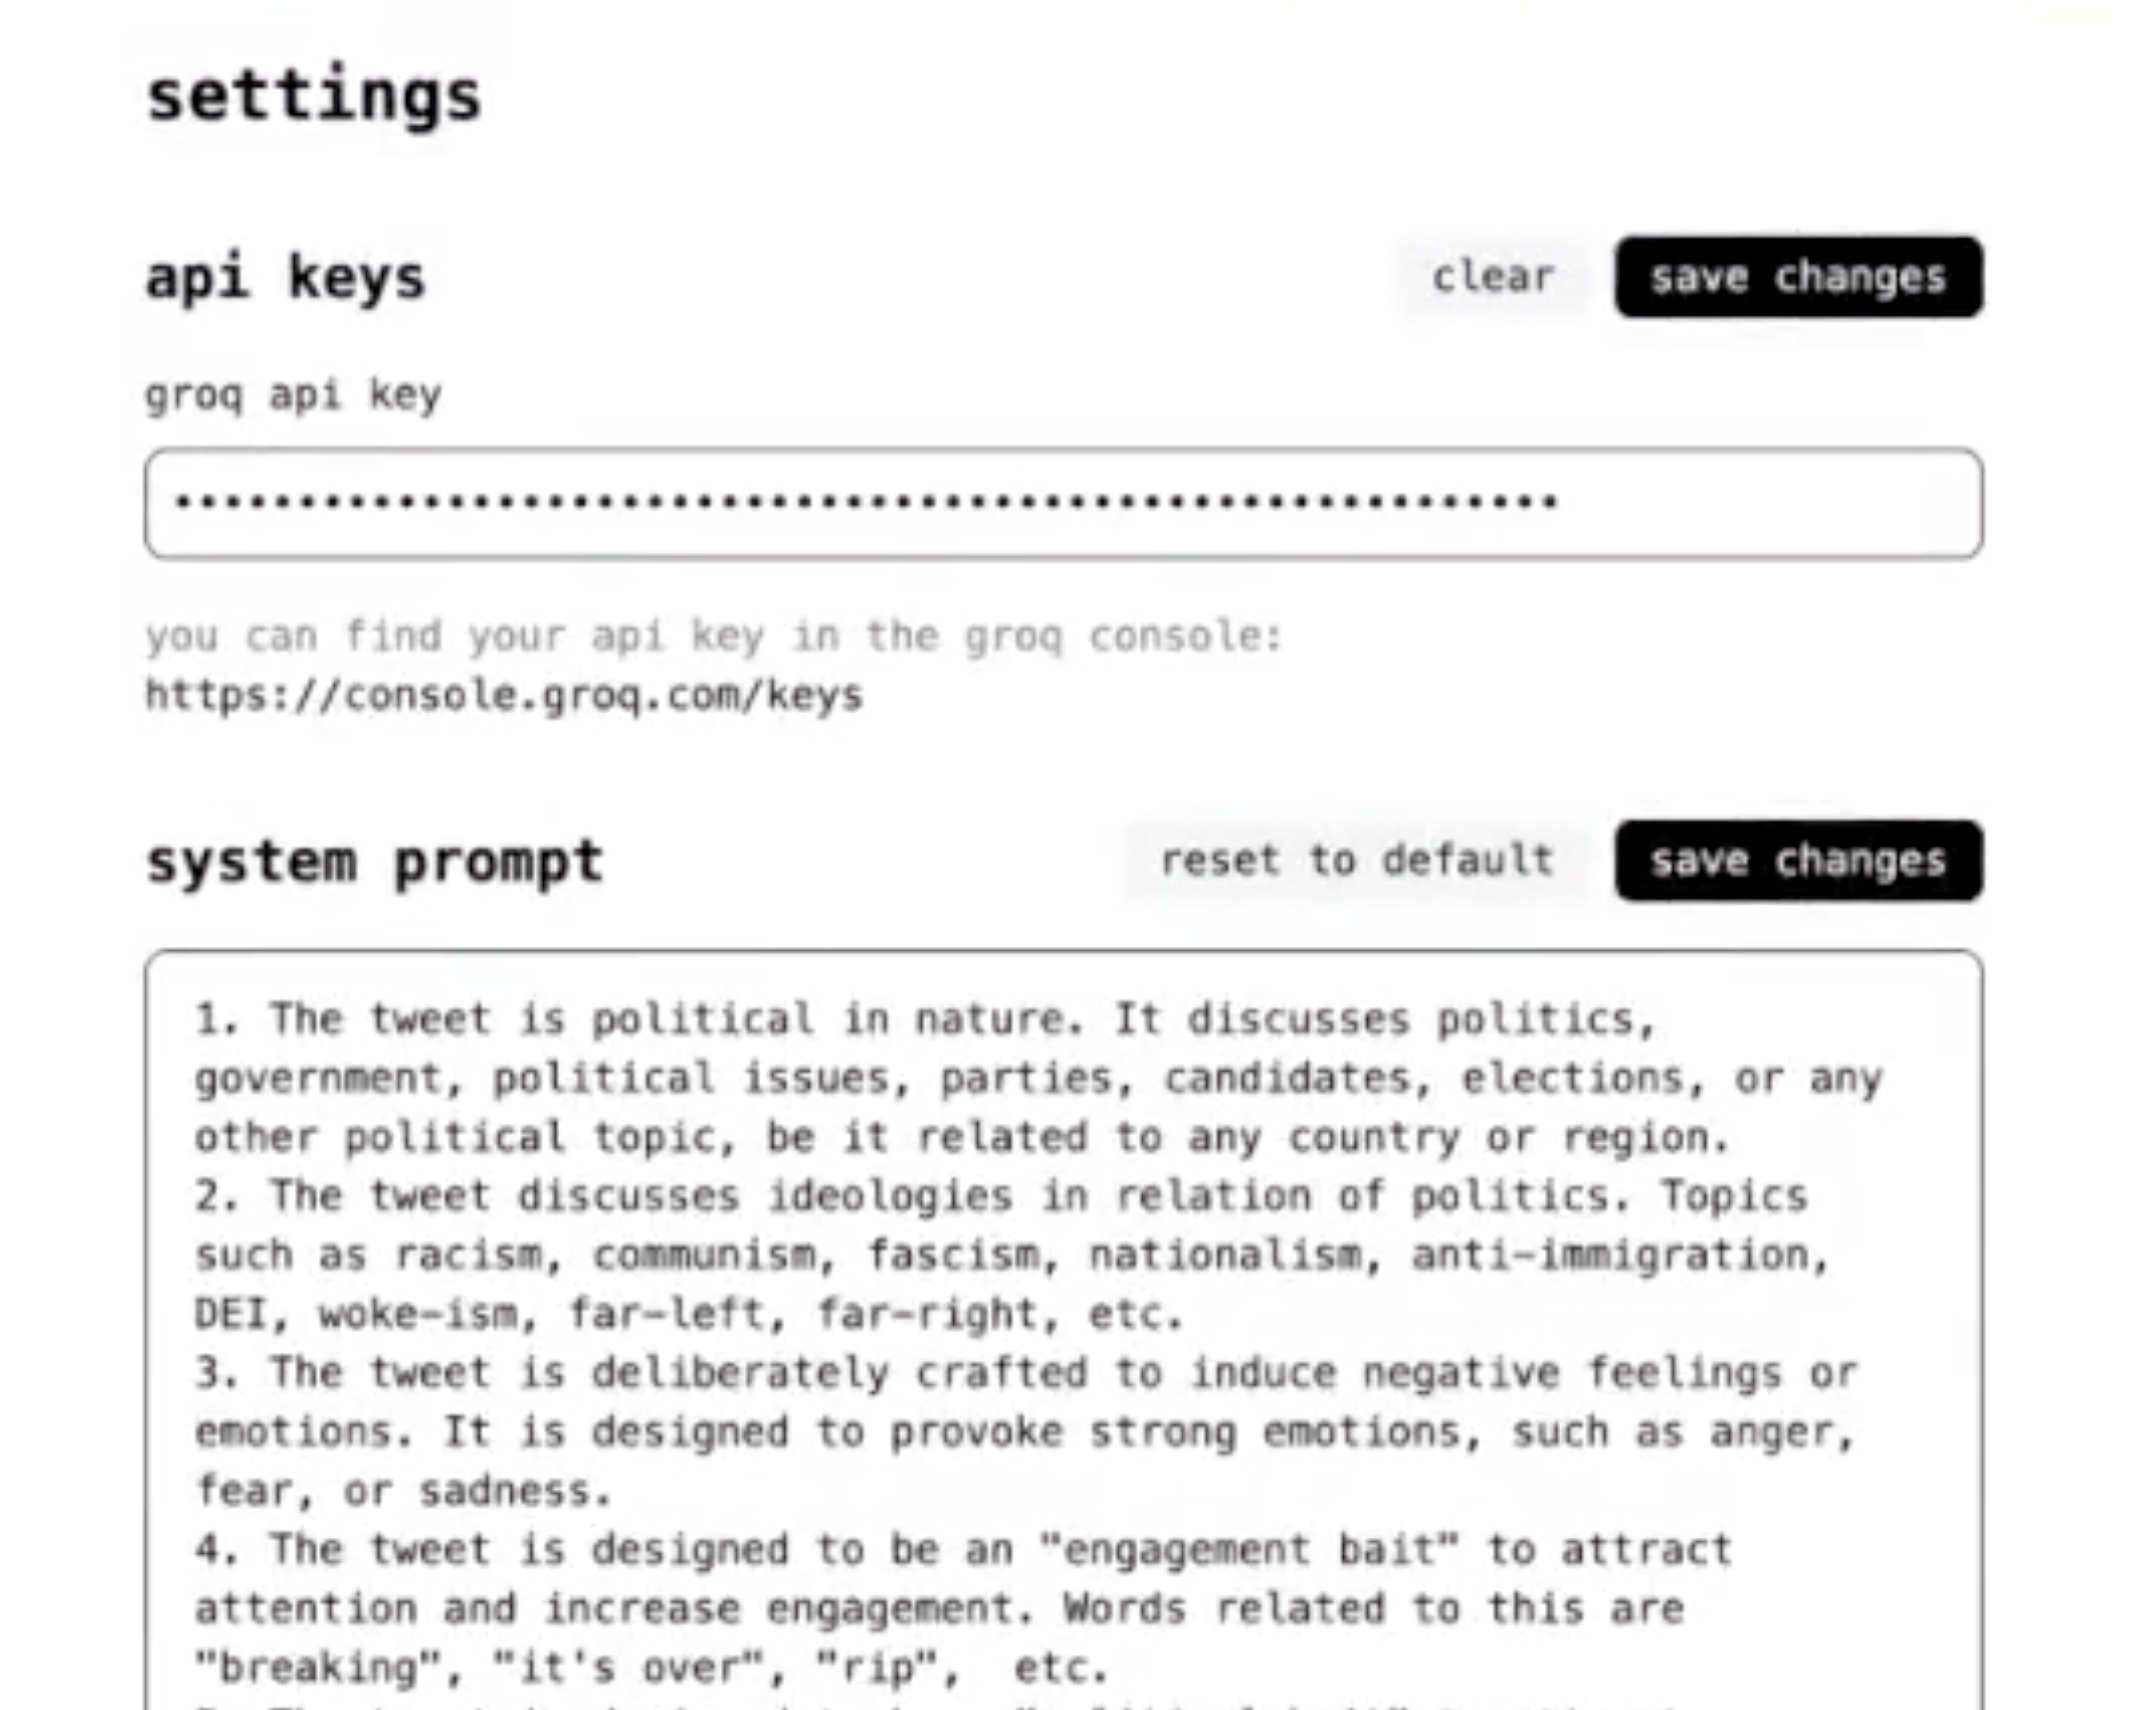 settings
api keys
clear
save changes
groq api key
••••••••••••••••••••••••••••••••••••••••••••••••••••••••
you can find your api key in the groq console:
https://console.groq.com/keys
system prompt
reset to default
save changes
1. The tweet is political in nature. It discusses politics,
government, political issues, parties, candidates, elections, or any
other political topic, be it related to any country or region.
2. The tweet discusses ideologies in relation of politics. Topics
such as racism, communism, fascism, nationalism, anti-immigration,
DEI, woke-ism, far-left, far-right, etc.
3. The tweet is deliberately crafted to induce negative feelings or
emotions. It is designed to provoke strong emotions, such as anger,
fear, or sadness.
4. The tweet is designed to be an "engagement bait" to attract
attention and increase engagement. Words related to this are
"breaking", "it's over", "rip",  etc.